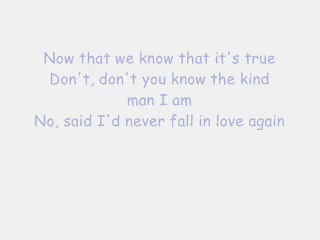 Now that we know that it's true
Don't, don't you know the kind
man I am
No, said I'd never fall in love again